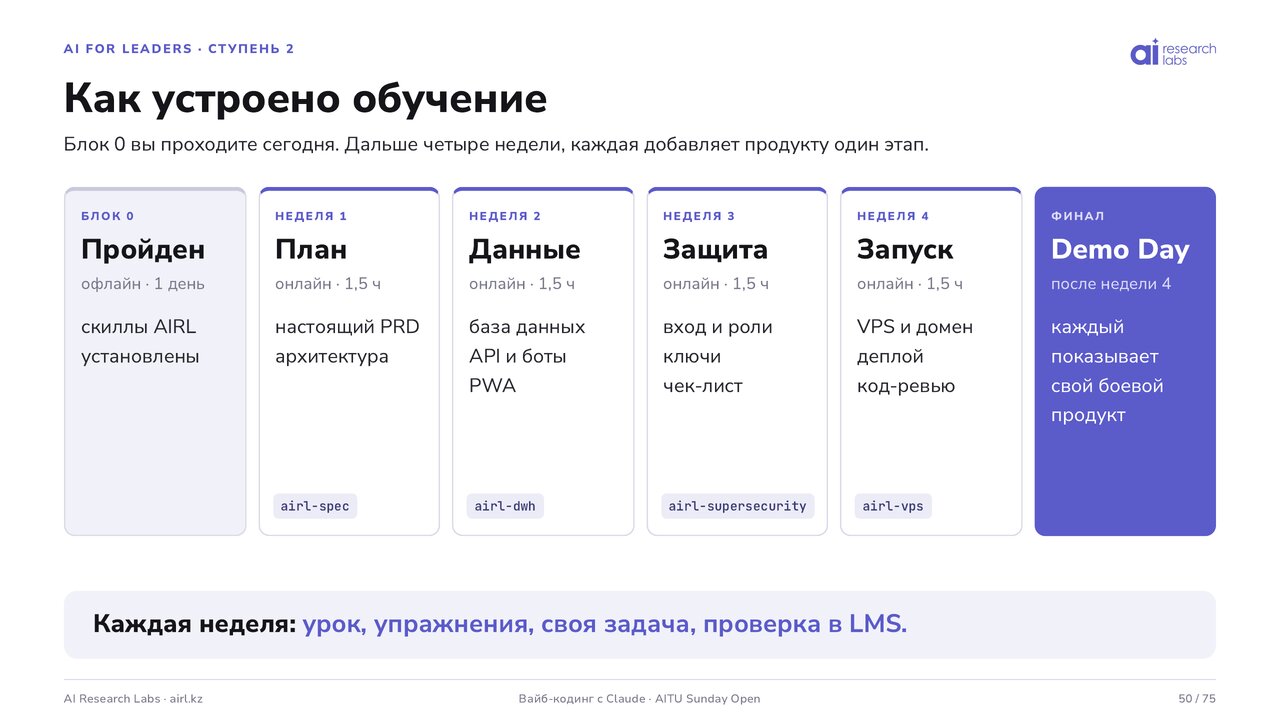 AI FOR LEADERS · СТУПЕНЬ 2
ai research labs
Как устроено обучение
Блок 0 вы проходите сегодня. Дальше четыре недели, каждая добавляет продукту один этап.
БЛОК 0
Пройден
офлайн · 1 день
скиллы AIRL
установлены
НЕДЕЛЯ 1
План
онлайн · 1,5 ч
настоящий PRD
архитектура
airl-spec
НЕДЕЛЯ 2
Данные
онлайн · 1,5 ч
база данных
API и боты
PWA
airl-dwh
НЕДЕЛЯ 3
Защита
онлайн · 1,5 ч
вход и роли
ключи
чек-лист
airl-supersecurity
НЕДЕЛЯ 4
Запуск
онлайн · 1,5 ч
VPS и домен
деплой
код-ревью
airl-vps
ФИНАЛ
Demo Day
после недели 4
каждый
показывает
свой боевой
продукт
Каждая неделя: урок, упражнения, своя задача, проверка в LMS.
AI Research Labs · airl.kz
Вайб-кодинг с Claude · AITU Sunday Open
50 / 75